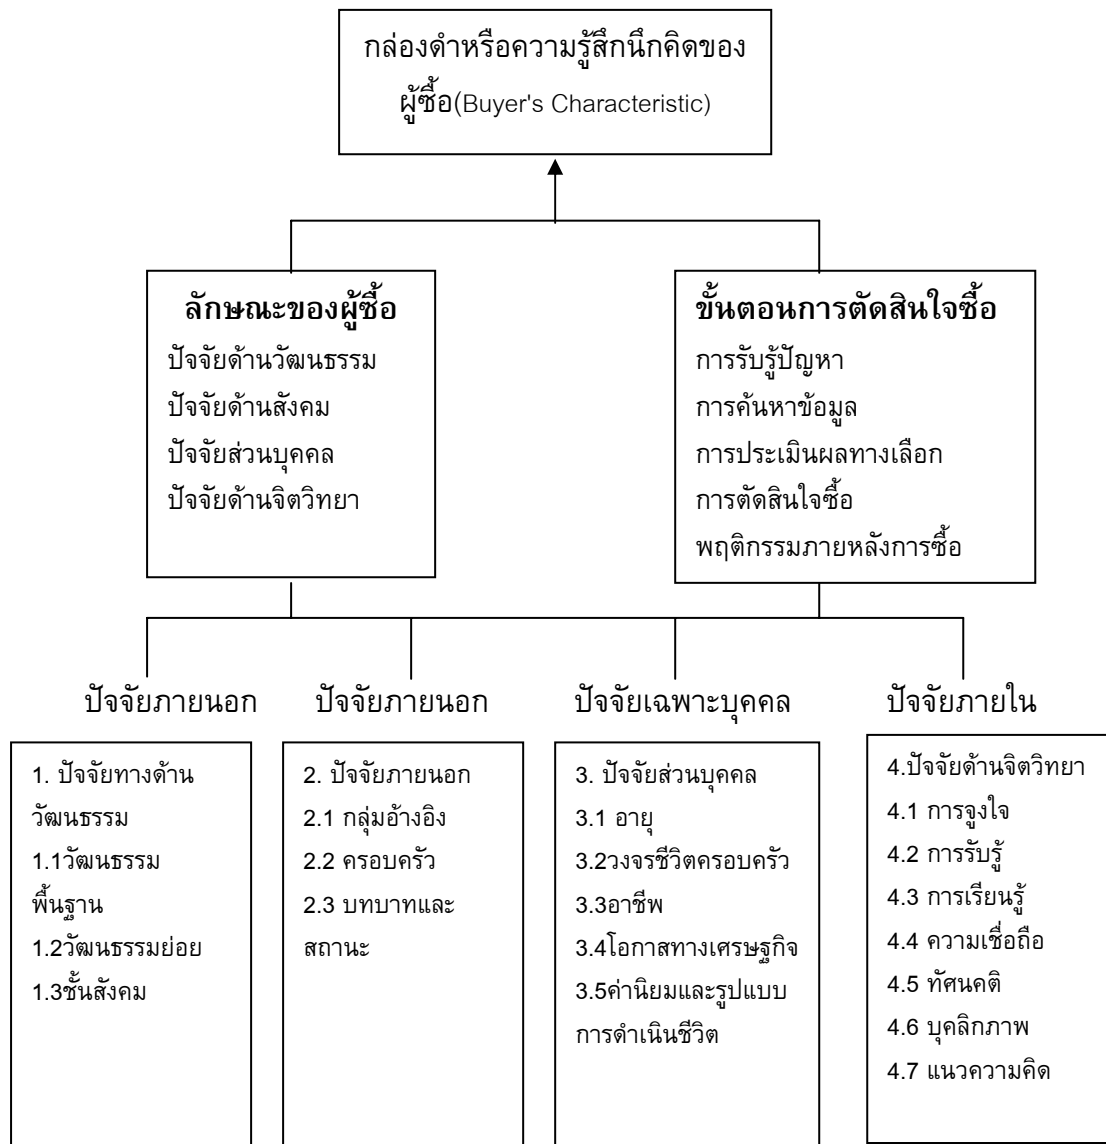 กล่องดำหรือความรู้สึกนึกคิดของ
ผู้ซื้อ(Buyer's Characteristic)
ลักษณะของผู้ซื้อ
ปัจจัยด้านวัฒนธรรม
ปัจจัยด้านสังคม
ปัจจัยส่วนบุคคล
ปัจจัยด้านจิตวิทยา
ขั้นตอนการตัดสินใจซื้อ
การรับรู้ปัญหา
การค้นหาข้อมูล
การประเมินผลทางเลือก
การตัดสินใจซื้อ
พฤติกรรมภายหลังการซื้อ
ปัจจัยภายนอก
1. ปัจจัยทางด้าน
วัฒนธรรม
1.1วัฒนธรรม
พื้นฐาน
1.2วัฒนธรรมย่อย
1.3ชั้นสังคม
ปัจจัยภายนอก
2. ปัจจัยภายนอก
2.1 กลุ่มอ้างอิง
2.2 ครอบครัว
2.3 บทบาทและ
สถานะ
ปัจจัยเฉพาะบุคคล
3. ปัจจัยส่วนบุคคล
3.1 อายุ
3.2วงจรชีวิตครอบครัว
3.3อาชีพ
3.4โอกาสทางเศรษฐกิจ
3.5ค่านิยมและรูปแบบ
การดำเนินชีวิต
ปัจจัยภายใน
4.ปัจจัยด้านจิตวิทยา
4.1 การจูงใจ
4.2 การรับรู้
4.3 การเรียนรู้
4.4 ความเชื่อถือ
4.5 ทัศนคติ
4.6 บุคลิกภาพ
4.7 แนวความคิด